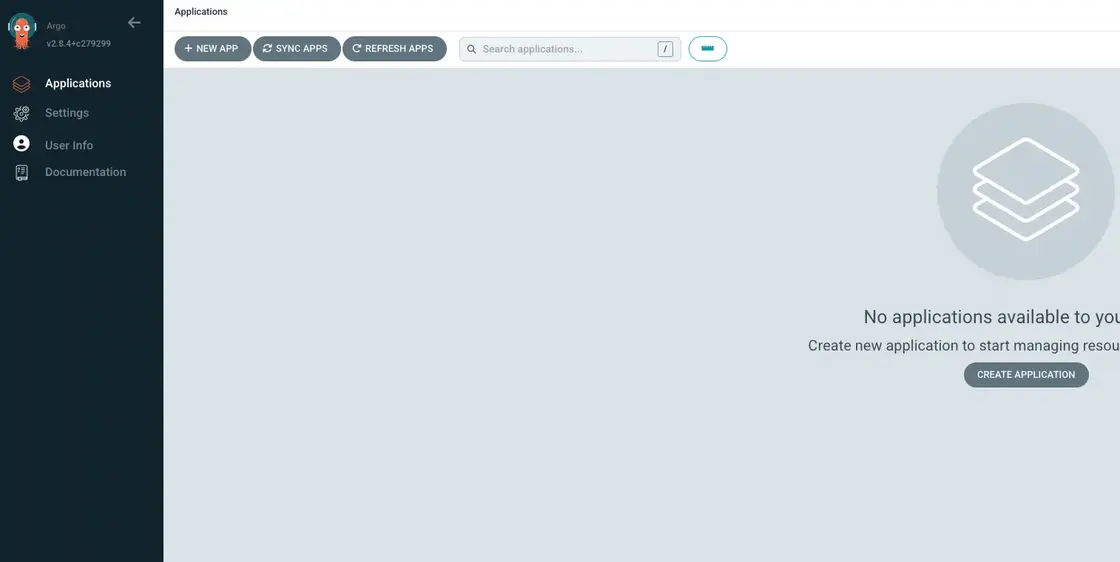 Argo
v2.8.4+c279299
Applications
Settings
User Info
Documentation
Applications
NEW APP
SYNC APPS
REFRESH APPS
Search applications...
/
No applications available to you
Create new application to start managing
CREATE APPLICATION